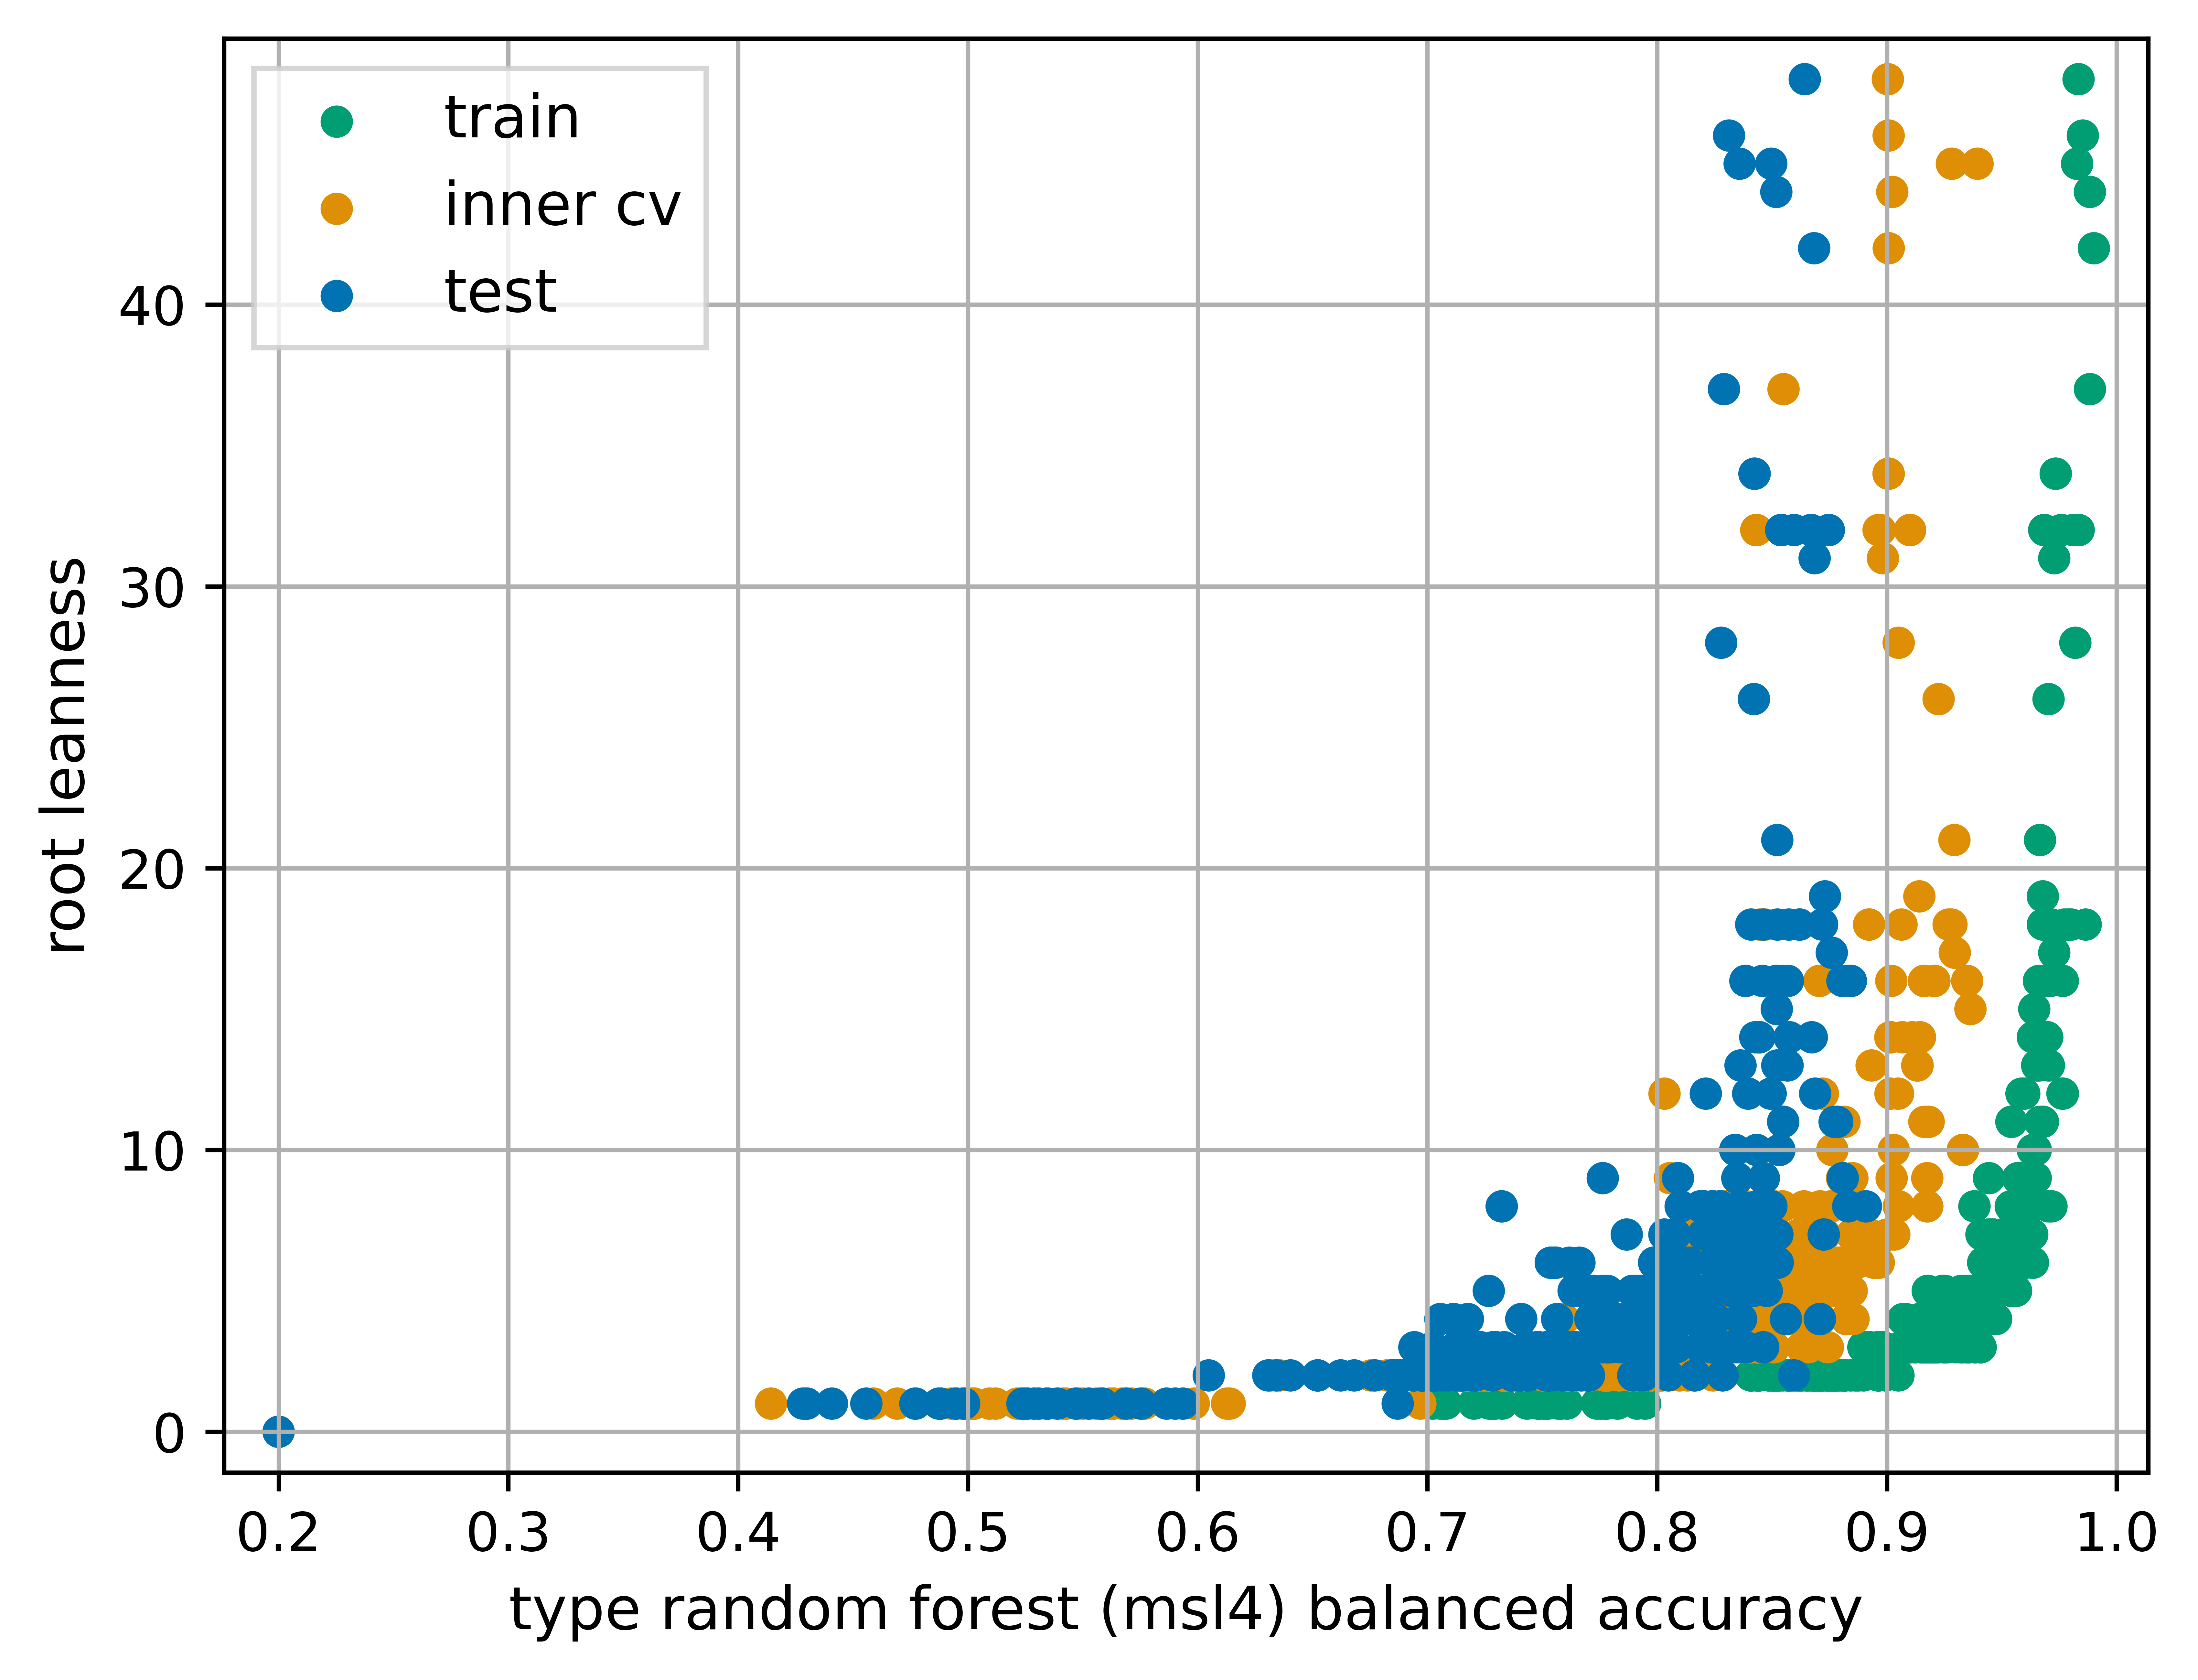 train
inner cv
test
40
30
20
10
0
root leanness
0.2 0.3 0.4 0.5 0.6 0.7 0.8 0.9 1.0
type random forest (msl4) balanced accuracy